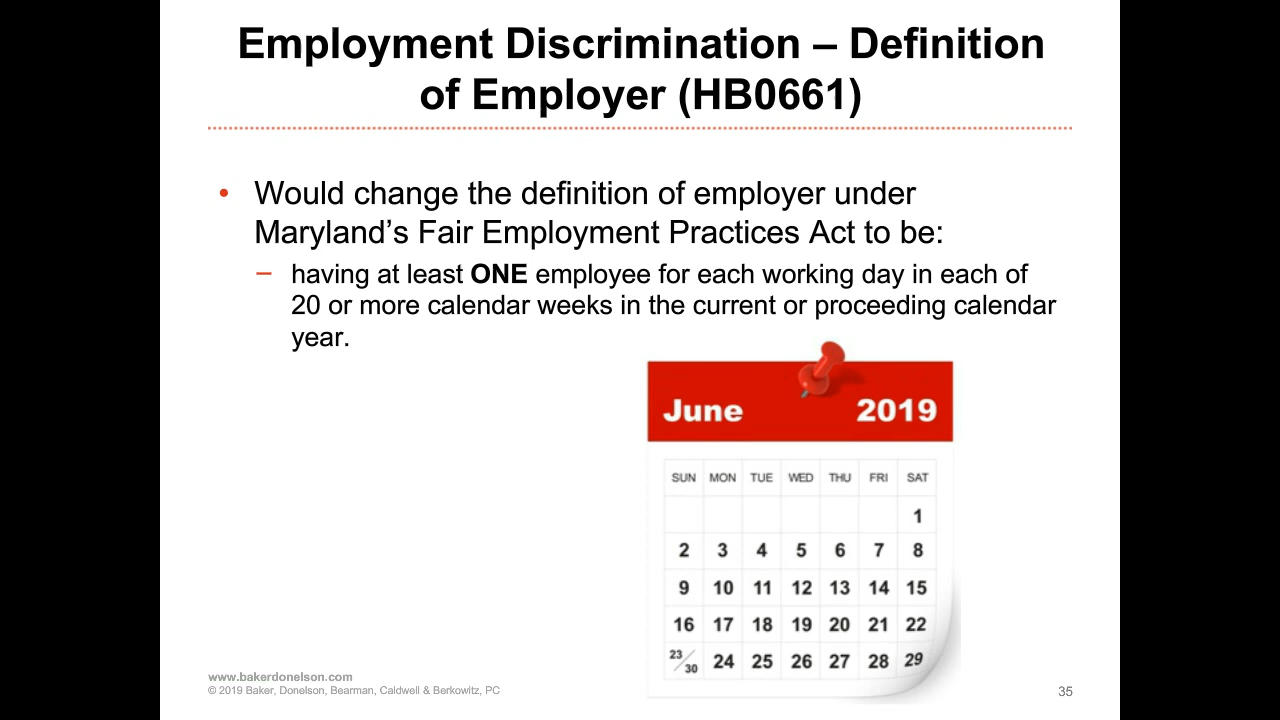 Employment Discrimination – Definition
of Employer (HB0661)
• Would change the definition of employer under
Maryland’s Fair Employment Practices Act to be:
– having at least ONE employee for each working day in each of
20 or more calendar weeks in the current or proceeding calendar
year.
June 2019
SUN MON TUE WED THU FRI SAT
1
2 3 4 5 6 7 8
9 10 11 12 13 14 15
16 17 18 19 20 21 22
23/30 24 25 26 27 28 29
www.bakerdonelson.com
© 2019 Baker, Donelson, Bearman, Caldwell & Berkowitz, PC
35